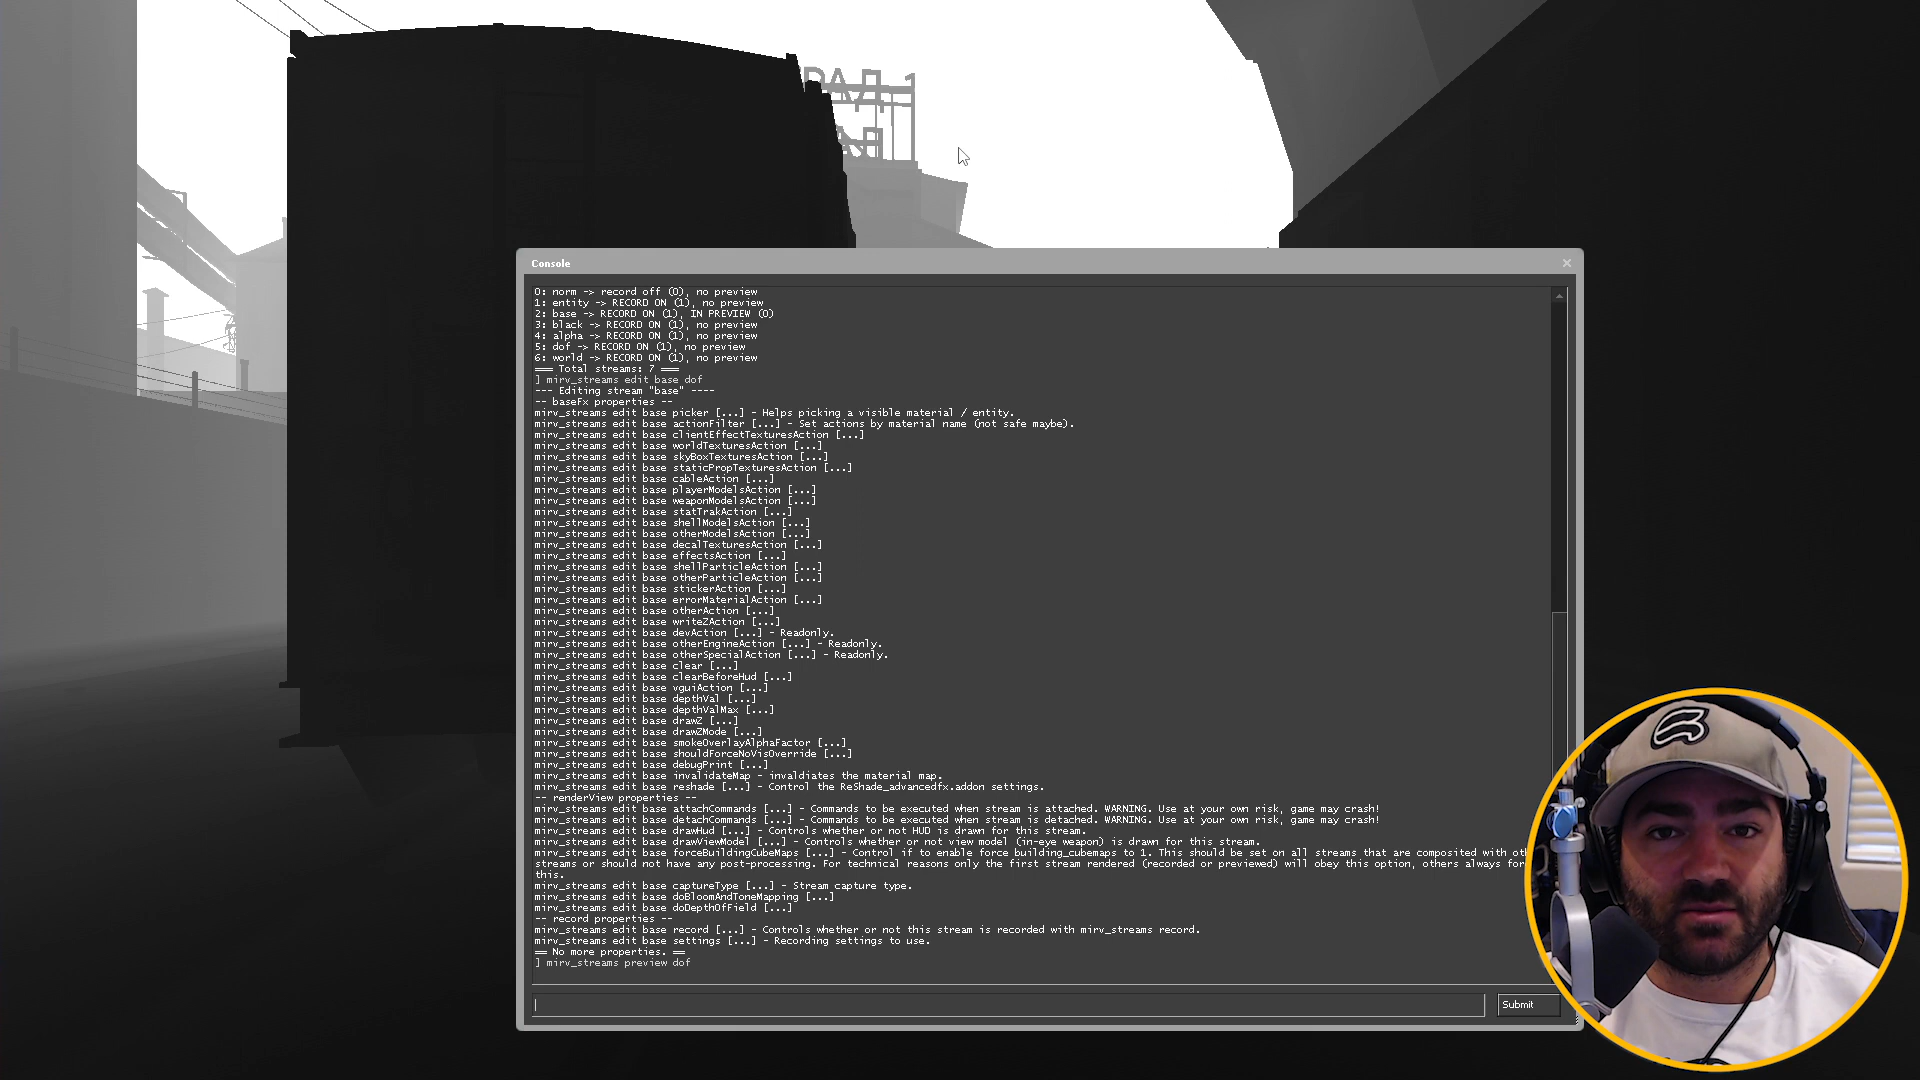 Console
0: norm -> record off (0), no preview
1: entity -> RECORD ON (1), no preview
2: base -> RECORD ON (1), IN PREVIEW (0)
3: black -> RECORD ON (1), no preview
4: alpha -> RECORD ON (1), no preview
5: dof -> RECORD ON (1), no preview
6: world -> RECORD ON (1), no preview
=== Total streams: 7 ===
] mirv_streams edit base dof
--- Editing stream "base" ----
-- baseFx properties --
mirv_streams edit base picker [...] - Helps picking a visible material / entity.
mirv_streams edit base actionFilter [...] - Set actions by material name (not safe maybe).
mirv_streams edit base clientEffectTexturesAction [...]
mirv_streams edit base worldTexturesAction [...]
mirv_streams edit base skyBoxTexturesAction [...]
mirv_streams edit base staticPropTexturesAction [...]
mirv_streams edit base cableAction [...]
mirv_streams edit base playerModelsAction [...]
mirv_streams edit base weaponModelsAction [...]
mirv_streams edit base statTrakAction [...]
mirv_streams edit base shellModelsAction [...]
mirv_streams edit base otherModelsAction [...]
mirv_streams edit base decalTexturesAction [...]
mirv_streams edit base effectsAction [...]
mirv_streams edit base shellParticleAction [...]
mirv_streams edit base otherParticleAction [...]
mirv_streams edit base stickerAction [...]
mirv_streams edit base errorMaterialAction [...]
mirv_streams edit base otherAction [...]
mirv_streams edit base writeZAction [...]
mirv_streams edit base devAction [...] - Readonly.
mirv_streams edit base otherEngineAction [...] - Readonly.
mirv_streams edit base otherSpecialAction [...] - Readonly.
mirv_streams edit base clear [...]
mirv_streams edit base clearBeforeHud [...]
mirv_streams edit base vguiAction [...]
mirv_streams edit base depthVal [...]
mirv_streams edit base depthValMax [...]
mirv_streams edit base drawZ [...]
mirv_streams edit base drawZMode [...]
mirv_streams edit base smokeOverlayAlphaFactor [...]
mirv_streams edit base shouldForceNoVisOverride [...]
mirv_streams edit base debugPrint [...]
mirv_streams edit base invalidateMap - invaldiates the material map.
mirv_streams edit base reshade [...] - Control the ReShade_advancedfx.addon settings.
-- renderView properties --
mirv_streams edit base attachCommands [...] - Commands to be executed when stream is attached. WARNING. Use at your own risk, game may crash!
mirv_streams edit base detachCommands [...] - Commands to be executed when stream is detached. WARNING. Use at your own risk, game may crash!
mirv_streams edit base drawHud [...] - Controls whether or not HUD is drawn for this stream.
mirv_streams edit base drawViewModel [...] - Controls whether or not view model (in-eye weapon) is drawn for this stream.
mirv_streams edit base forceBuildingCubeMaps [...] - Control if to enable force building_cubemaps to 1. This should be set on all streams that are composited with
streams or should not have any post-processing. For technical reasons only the first stream rendered (recorded or previewed) will obey this option, others always
this.
mirv_streams edit base captureType [...] - Stream capture type.
mirv_streams edit base doBloomAndToneMapping [...]
mirv_streams edit base doDepthOfField [...]
-- record properties --
mirv_streams edit base record [...] - Controls whether or not this stream is recorded with mirv_streams record.
mirv_streams edit base settings [...] - Recording settings to use.
== No more properties. ==
] mirv_streams preview dof
Submit